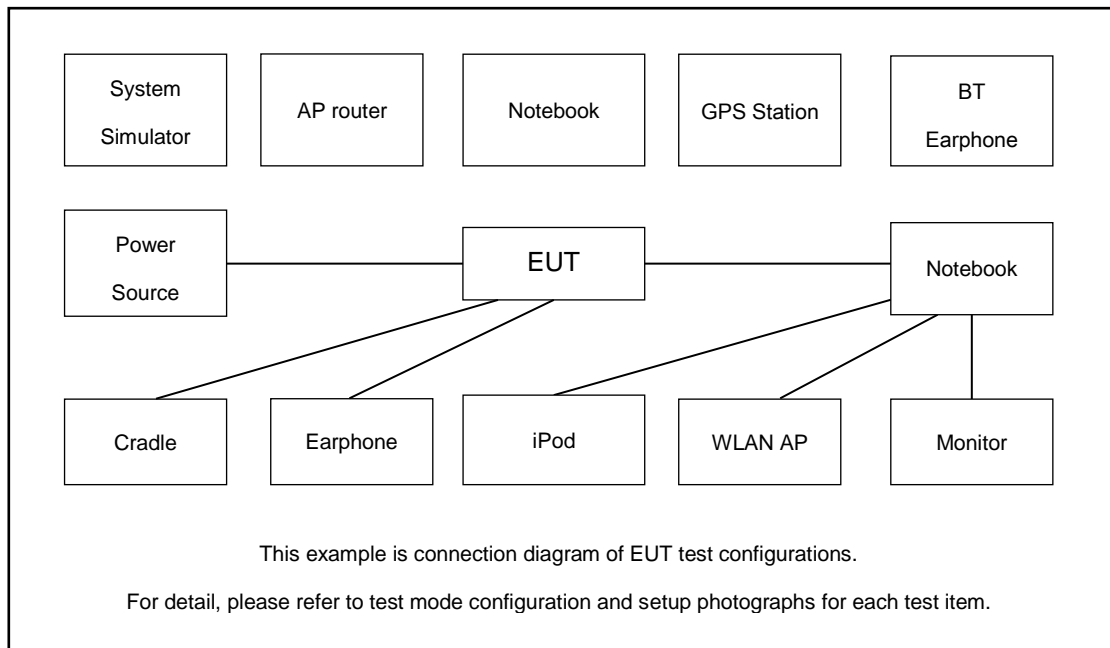 System
Simulator
AP router
Notebook
GPS Station
BT
Earphone
Power
Source
EUT
Notebook
Cradle
Earphone
iPod
WLAN AP
Monitor
This example is connection diagram of EUT test configurations.
For detail, please refer to test mode configuration and setup photographs for each test item.